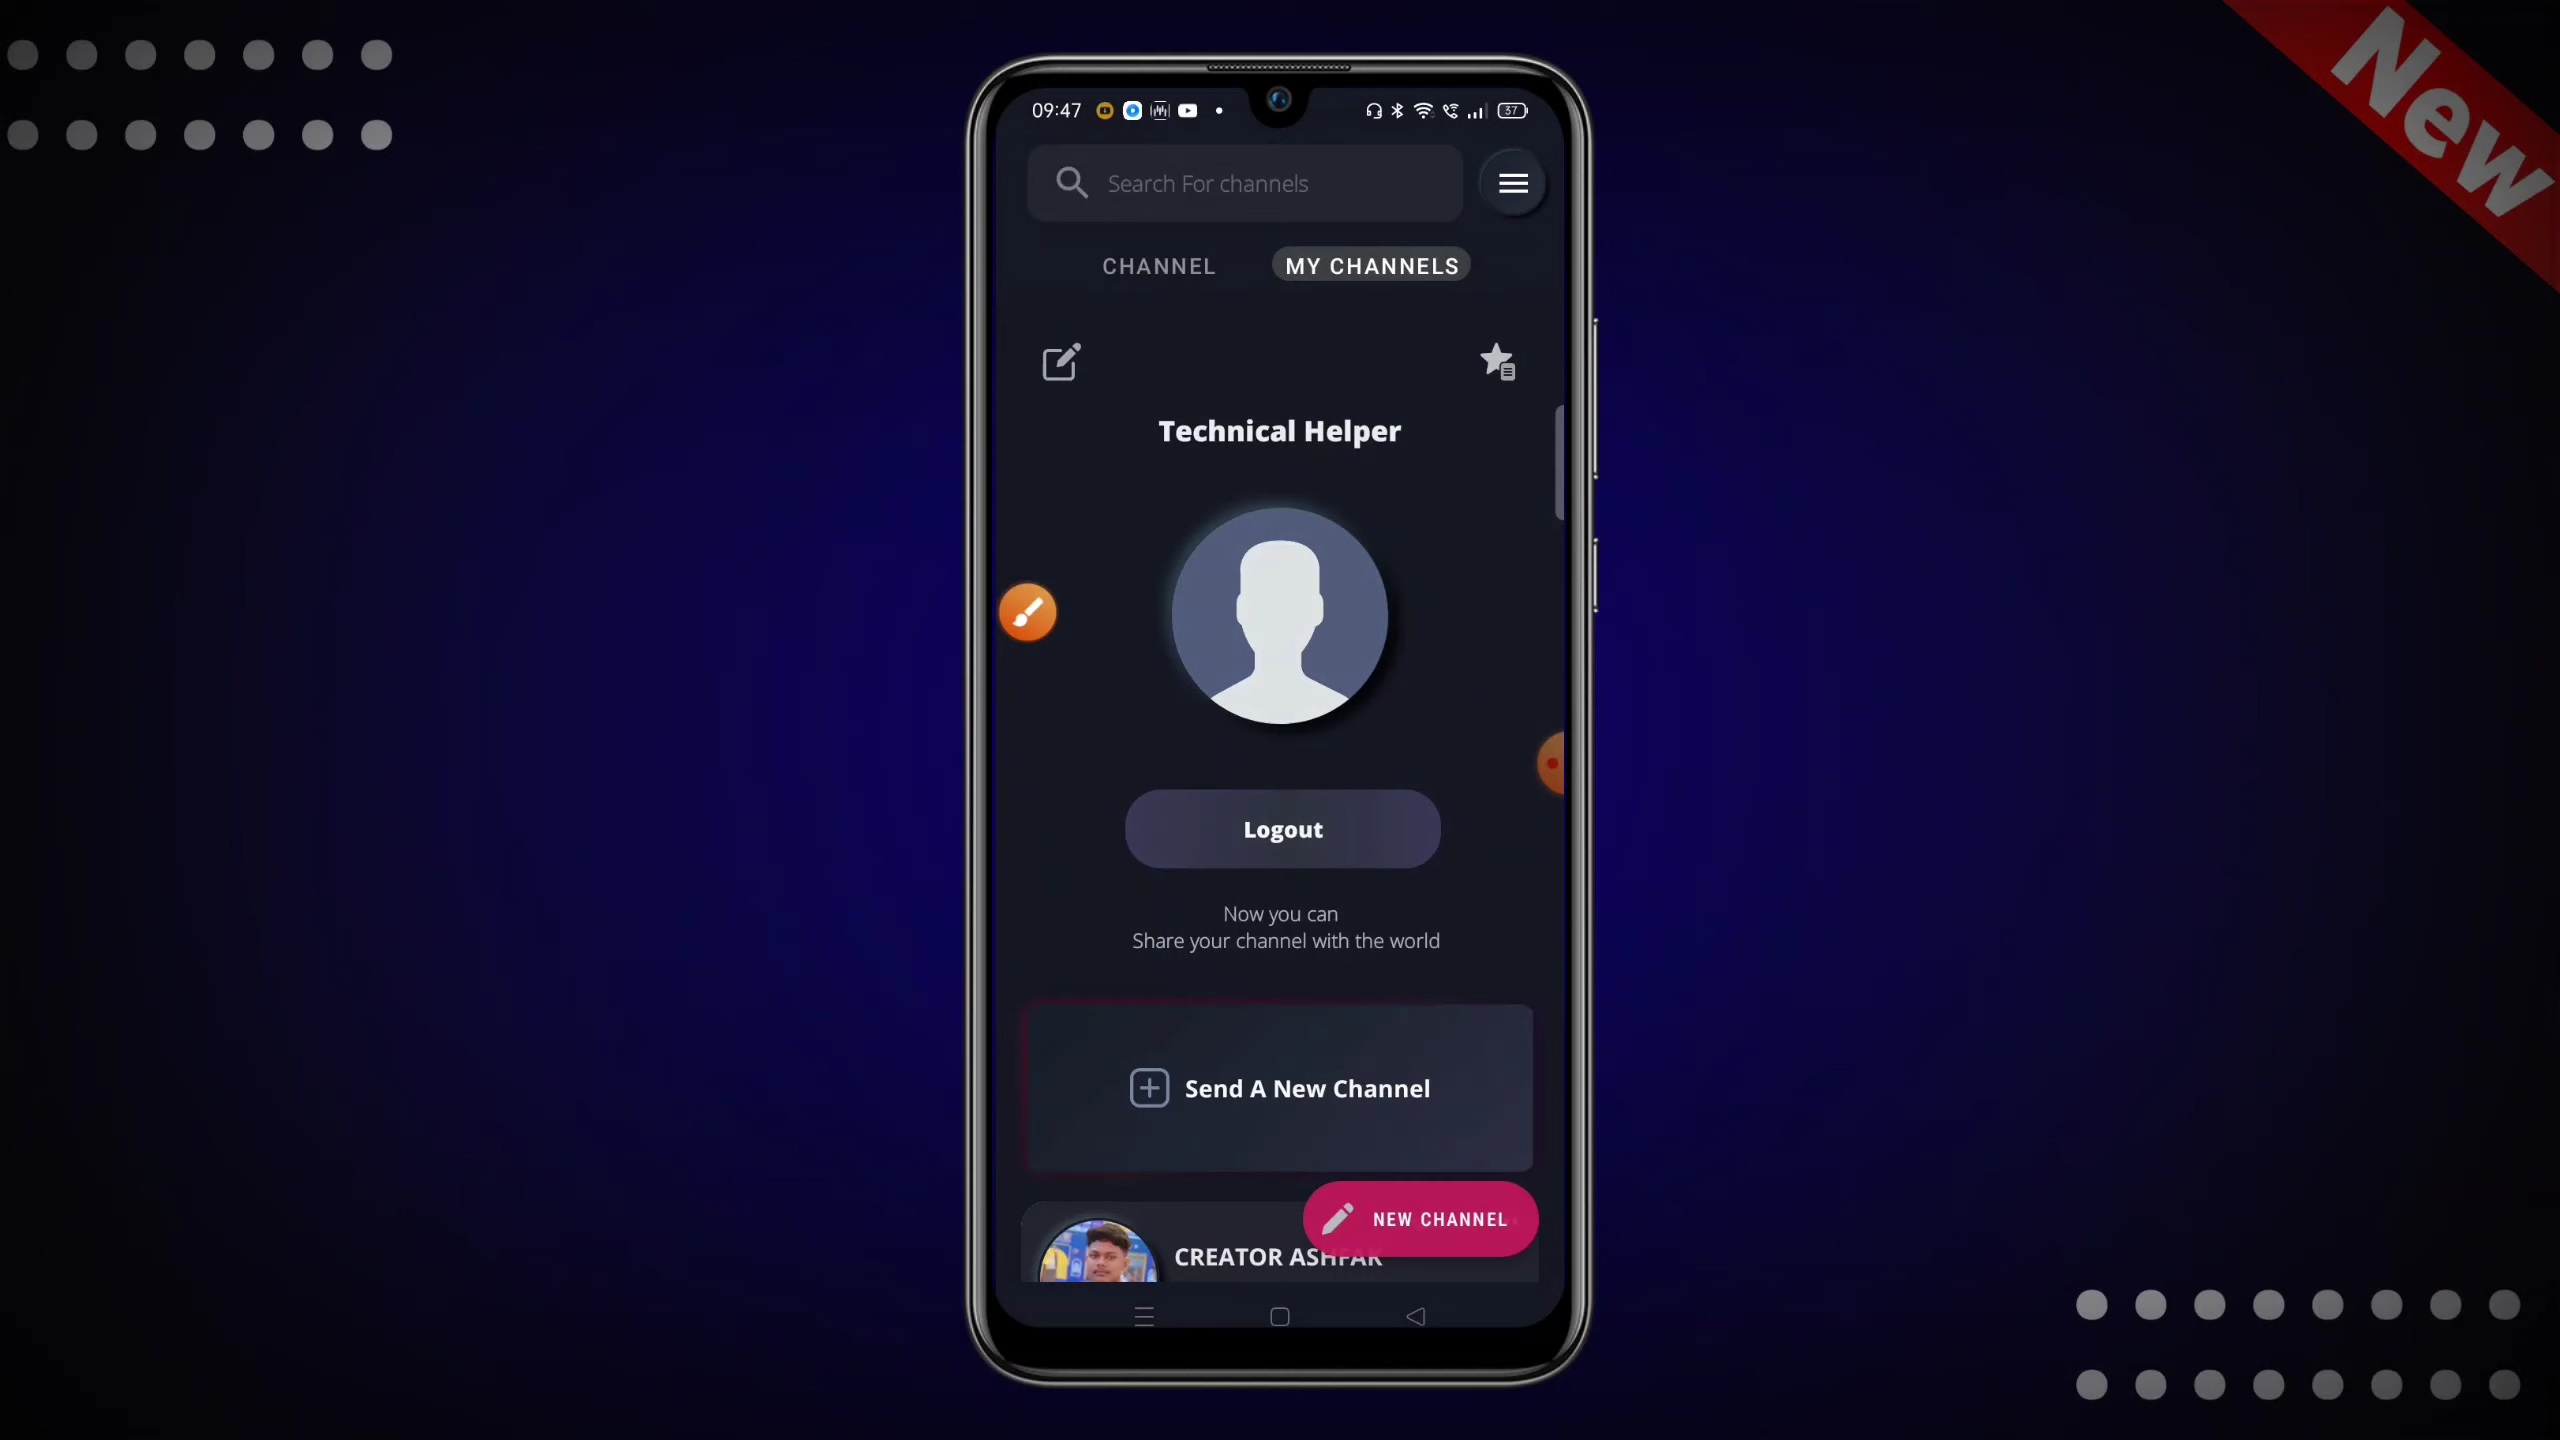 New
09:47
37
Search For channels
CHANNEL
MY CHANNELS
Technical Helper
Logout
Now you can
Share your channel with the world
Send A New Channel
NEW CHANNEL
CREATOR ASHFAK